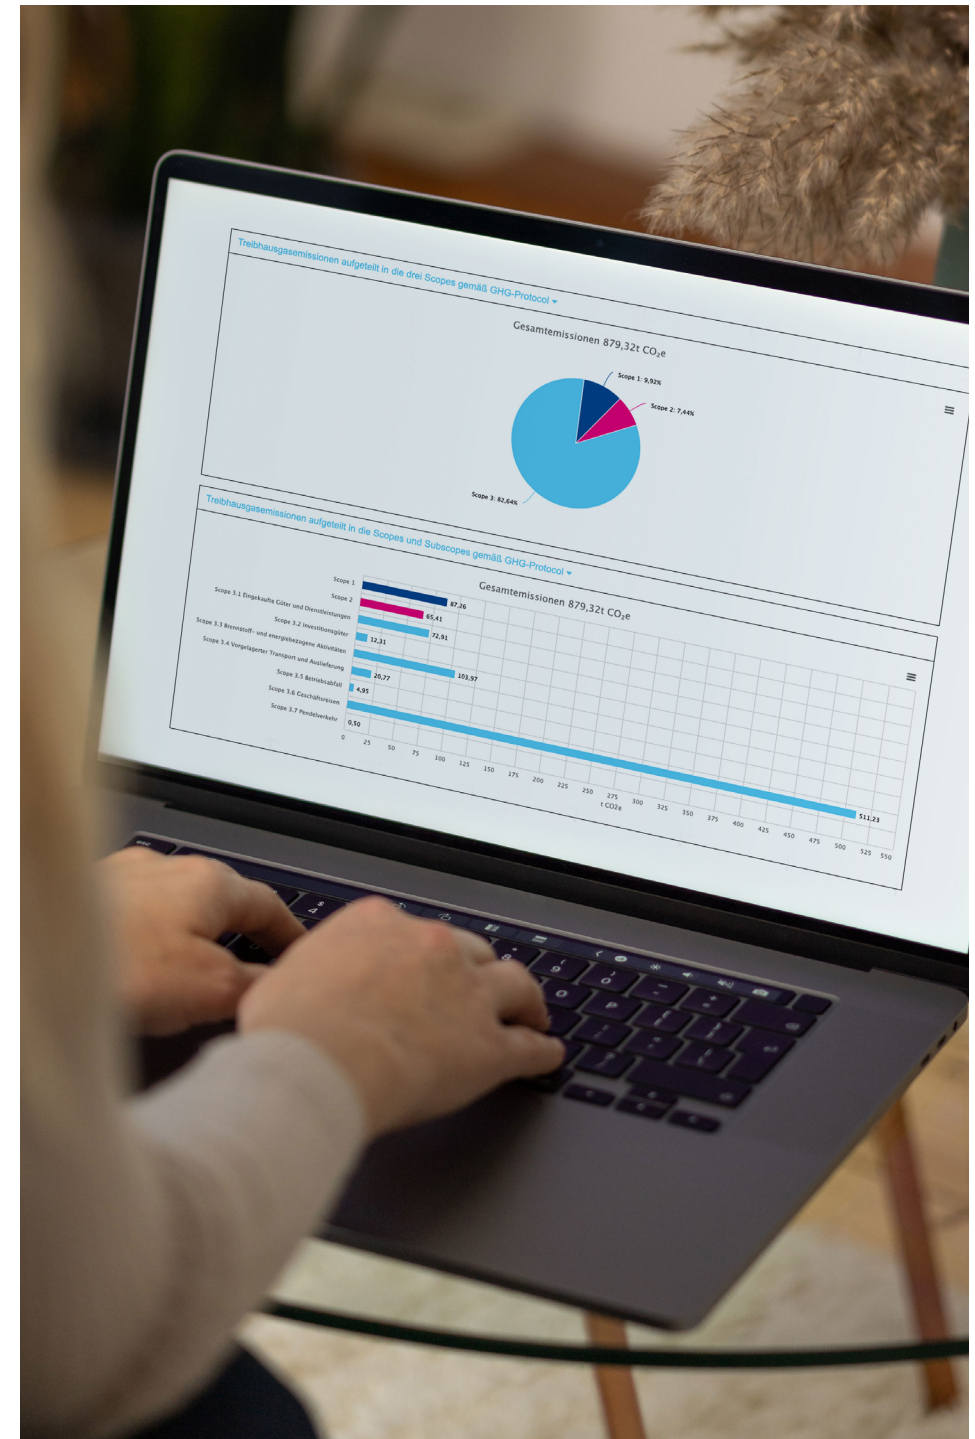 Treibhausgasemissionen aufgeteilt in die drei Scopes gemäß GHG-Protocol
Gesamtemissionen 879,32t CO₂e
Scope 1: 9,92%
Scope 2: 7,44%
Scope 3: 82,64%
Treibhausgasemissionen aufgeteilt in die Scopes und Subscopes gemäß GHG-Protocol
Gesamtemissionen 879,32t CO₂e
Scope 1 87,26
Scope 2 65,41
Scope 3.1 Eingekaufte Güter und Dienstleistungen 72,91
Scope 3.2 Investitionsgüter 12,31
Scope 3.3 Brennstoff- und energiebezogene Aktivitäten 103,97
Scope 3.4 Vorgelagerter Transport und Auslieferung 20,77
Scope 3.5 Betriebsabfall 4,95
Scope 3.6 Geschäftsreisen 511,23
Scope 3.7 Pendelverkehr 0,50
0 25 50 75 100 125 150 175 200 225 250 275 300 325 350 375 400 425 450 475 500 525 550
t CO2e
esc